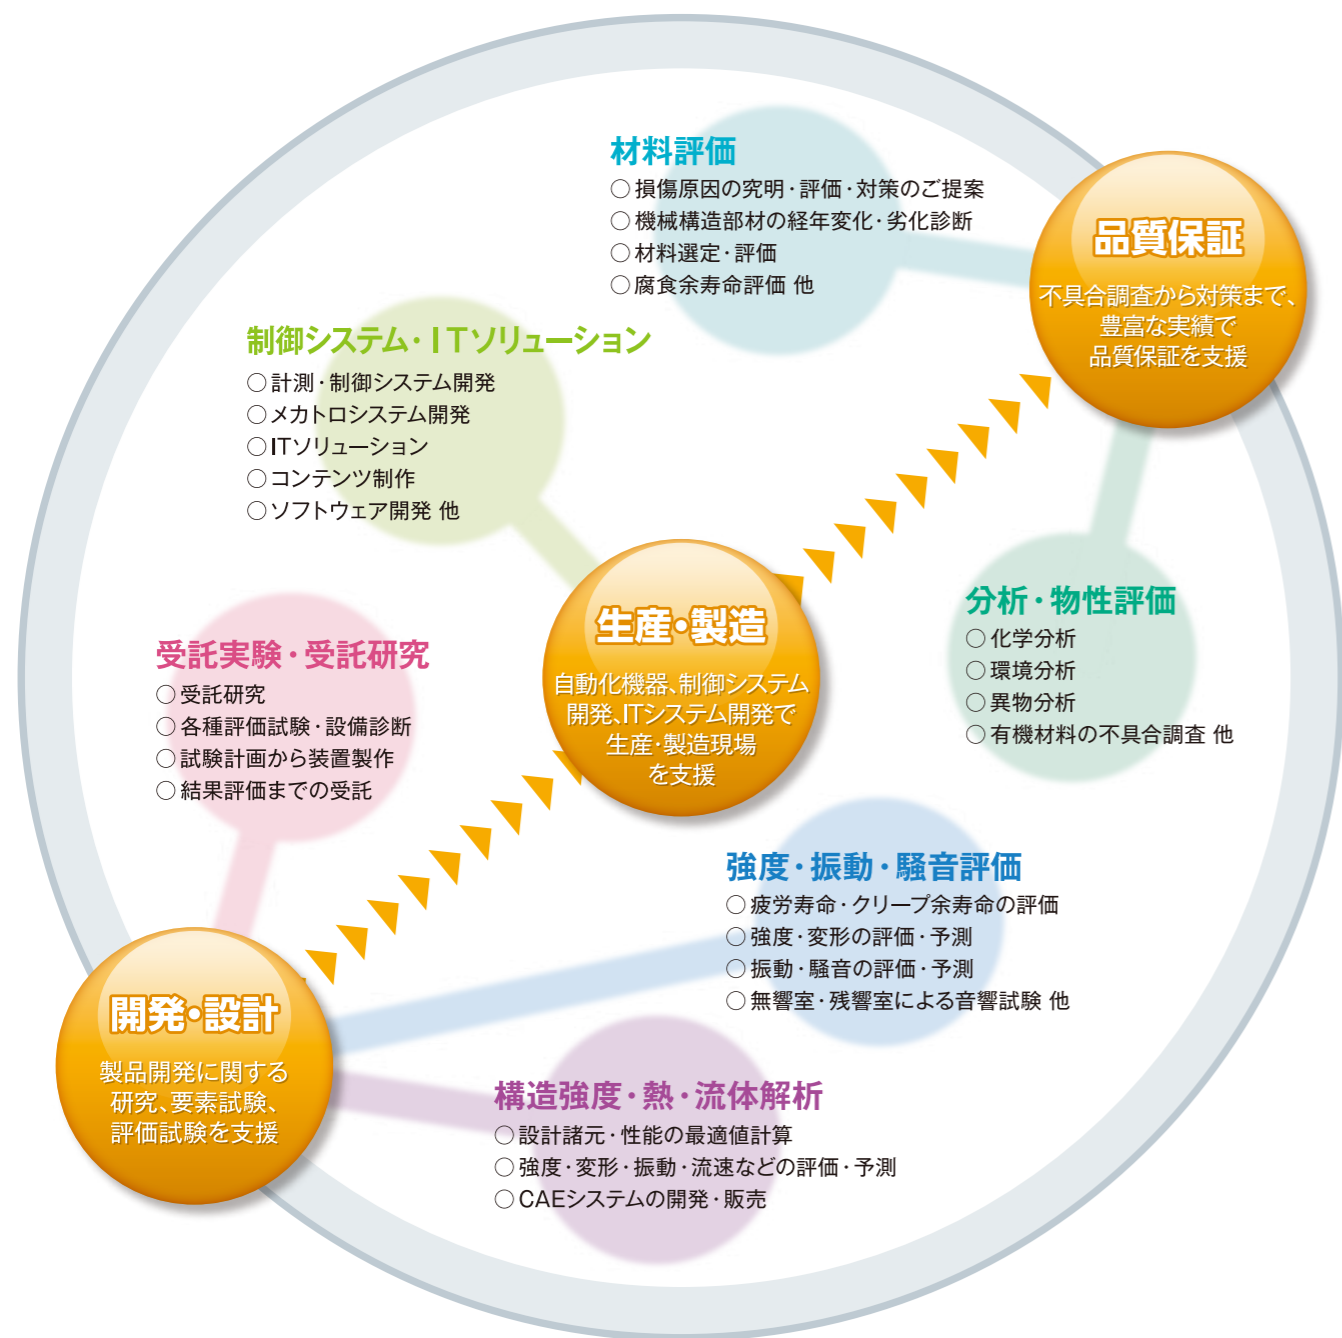 材料評価
○損傷原因の究明・評価・対策のご提案
○機械構造部材の経年変化・劣化診断
○材料選定・評価
○腐食余寿命評価 他
品質保証
不具合調査から対策まで、
豊富な実績で
品質保証を支援
制御システム・ITソリューション
○計測・制御システム開発
○メカトロシステム開発
○ITソリューション
○コンテンツ制作
○ソフトウェア開発 他
生産・製造
自動化機器、制御システム
開発、ITシステム開発で
生産・製造現場
を支援
分析・物性評価
○化学分析
○環境分析
○異物分析
○有機材料の不具合調査 他
受託実験・受託研究
○受託研究
○各種評価試験・設備診断
○試験計画から装置製作
○結果評価までの受託
強度・振動・騒音評価
○疲労寿命・クリープ余寿命の評価
○強度・変形の評価・予測
○振動・騒音の評価・予測
○無響室・残響室による音響試験 他
開発・設計
製品開発に関する
研究、要素試験、
評価試験を支援
構造強度・熱・流体解析
○設計諸元・性能の最適値計算
○強度・変形・振動・流速などの評価・予測
○CAEシステムの開発・販売